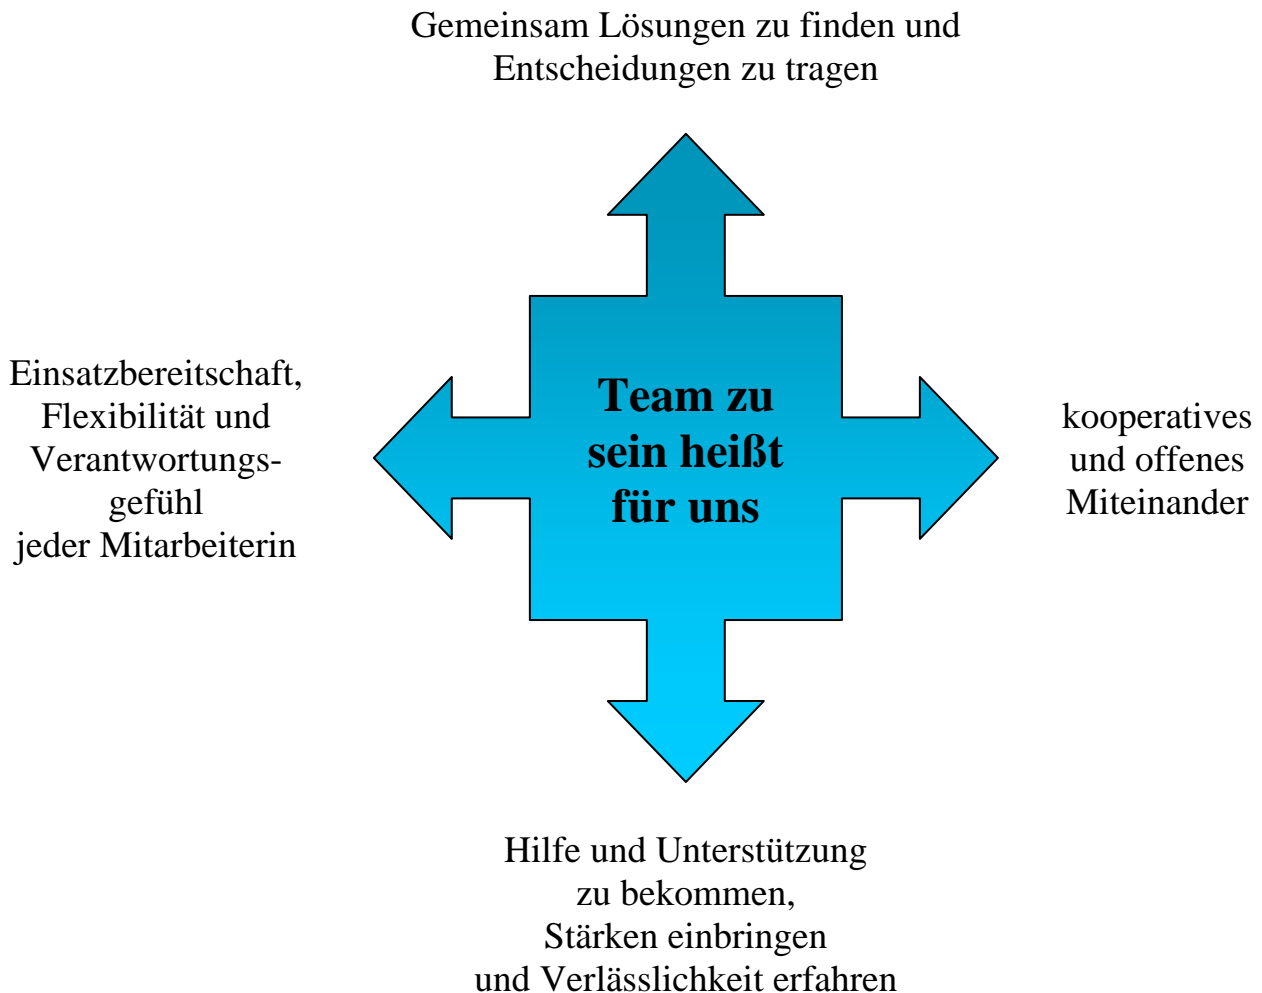 Gemeinsam Lösungen zu finden und
Entscheidungen zu tragen
Einsatzbereitschaft,
Flexibilität und
Verantwortungs-
gefühl
jeder Mitarbeiterin
Team zu
sein heißt
für uns
kooperatives
und offenes
Miteinander
Hilfe und Unterstützung
zu bekommen,
Stärken einbringen
und Verlässlichkeit erfahren